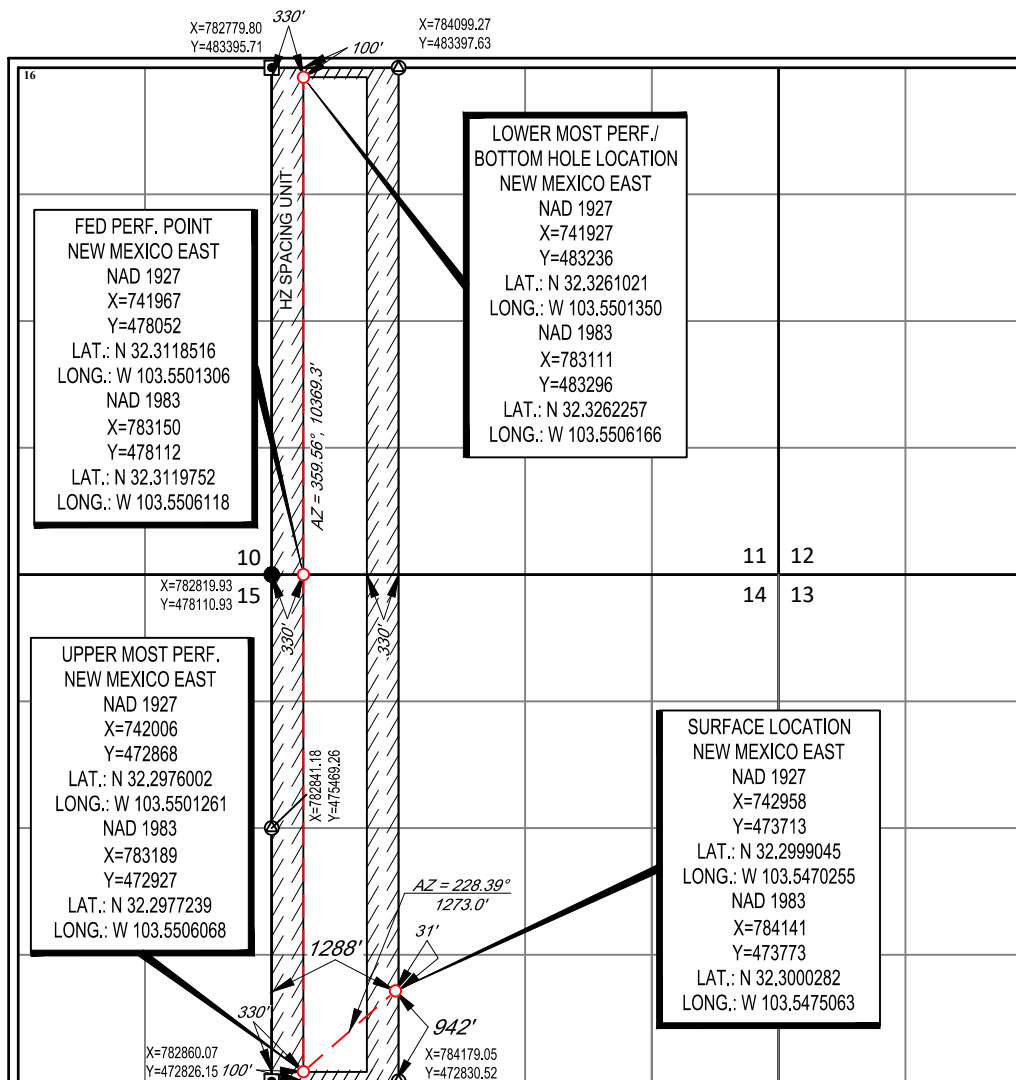 X=782779.80
Y=483395.71
330'
100'
X=784099.27
Y=483397.63
16
LOWER MOST PERF./
BOTTOM HOLE LOCATION
NEW MEXICO EAST
NAD 1927
X=741927
Y=483236
LAT.: N 32.3261021
LONG.: W 103.5501350
NAD 1983
X=783111
Y=483296
LAT.: N 32.3262257
LONG.: W 103.5506166
HZ SPACING UNIT
FED PERF. POINT
NEW MEXICO EAST
NAD 1927
X=741967
Y=478052
LAT.: N 32.3118516
LONG.: W 103.5501306
NAD 1983
X=783150
Y=478112
LAT.: N 32.3119752
LONG.: W 103.5506118
AZ = 359.56°, 10369.3'
10
11
12
15
14
13
X=782819.93
Y=478110.93
330'
330'
UPPER MOST PERF.
NEW MEXICO EAST
NAD 1927
X=742006
Y=472868
LAT.: N 32.2976002
LONG.: W 103.5501261
NAD 1983
X=783189
Y=472927
LAT.: N 32.2977239
LONG.: W 103.5506068
X=782841.18
Y=475469.26
SURFACE LOCATION
NEW MEXICO EAST
NAD 1927
X=742958
Y=473713
LAT.: N 32.2999045
LONG.: W 103.5470255
NAD 1983
X=784141
Y=473773
LAT.: N 32.3000282
LONG.: W 103.5475063
AZ = 228.39°
1273.0'
31'
1288'
330'
942'
X=782860.07
Y=472826.15
100'
X=784179.05
Y=472830.52